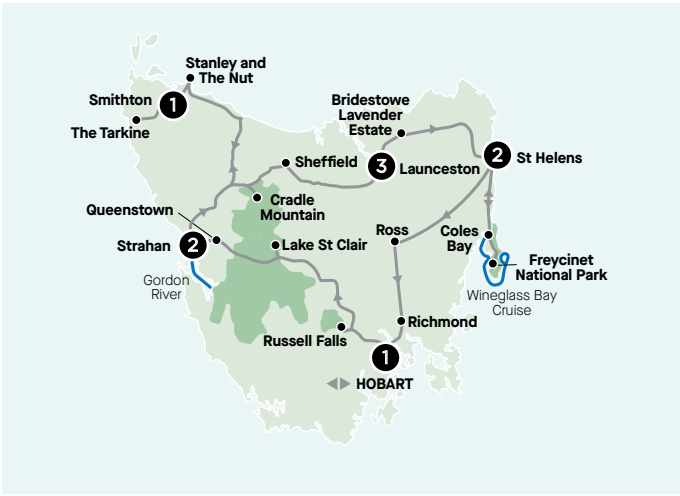 Stanley and
The Nut
Smithton
1
The Tarkine
Bridestowe
Lavender
Estate
2
St Helens
3
Launceston
Sheffield
Cradle
Mountain
Queenstown
Strahan
2
Lake St Clair
Ross
Coles
Bay
Freycinet
National Park
Wineglass Bay
Cruise
Gordon
River
Richmond
Russell Falls
1
HOBART